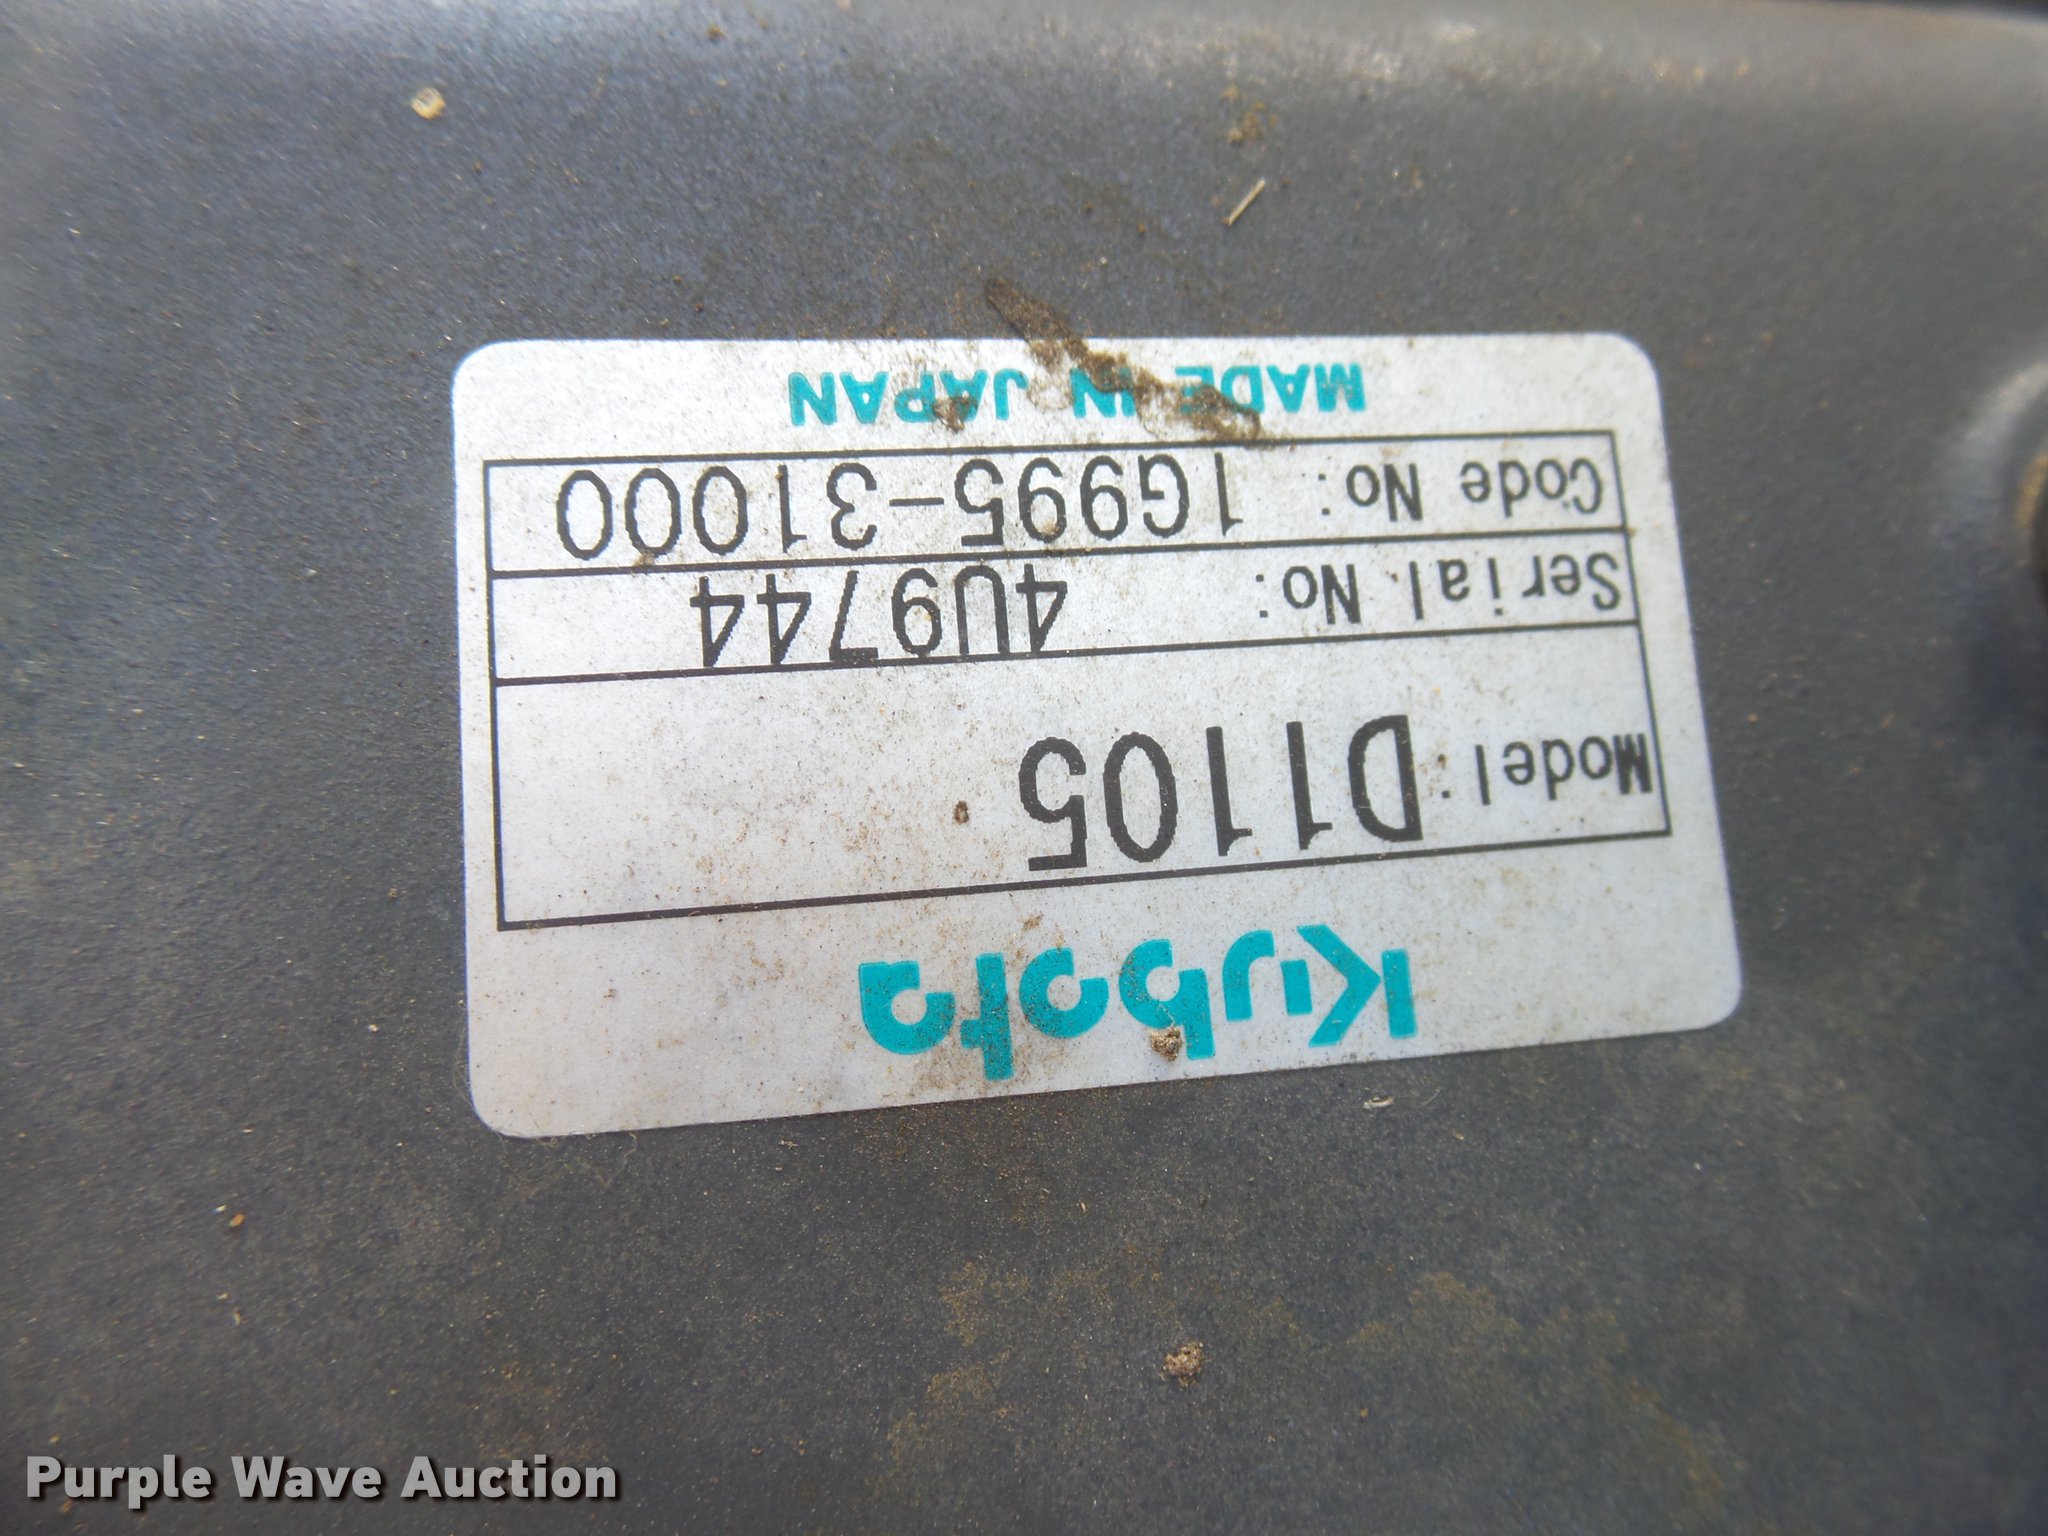 Kubota
Model: D1105
Serial No: 4U9744
Code No: 1G995-31000
MADE IN JAPAN
Purple Wave Auction